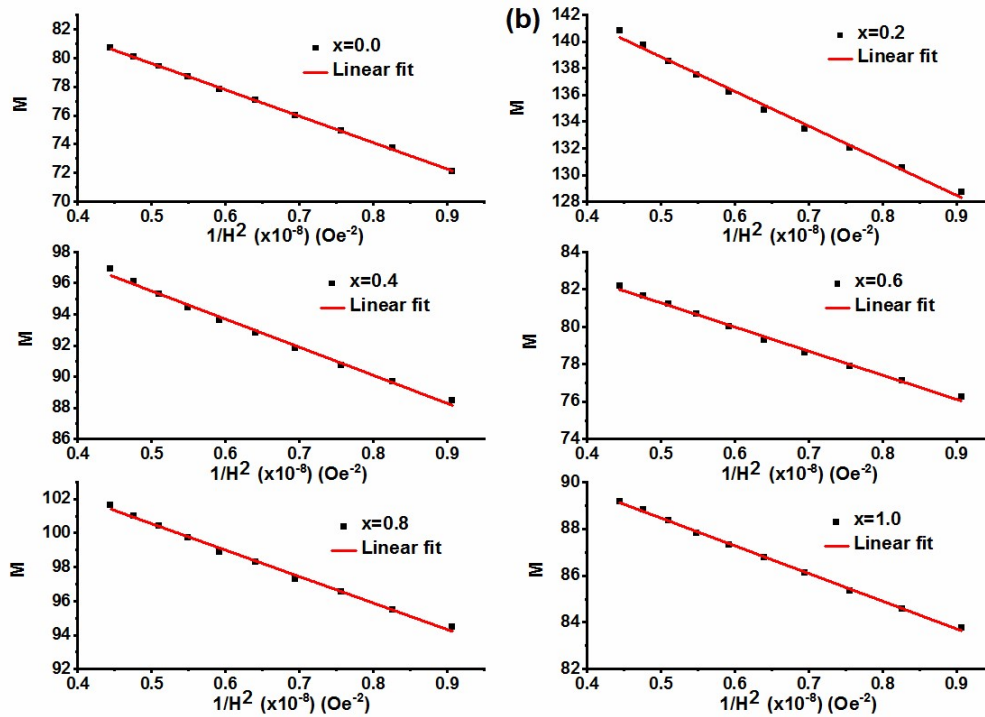 (b)
82
80
78
76
74
72
70
M
x=0.0
Linear fit
0.4 0.5 0.6 0.7 0.8 0.9
1/H² (x10⁻⁸) (Oe⁻²)
142
140
138
136
134
132
130
128
M
x=0.2
Linear fit
0.4 0.5 0.6 0.7 0.8 0.9
1/H² (x10⁻⁸) (Oe⁻²)
98
96
94
92
90
88
86
M
x=0.4
Linear fit
0.4 0.5 0.6 0.7 0.8 0.9
1/H² (x10⁻⁸) (Oe⁻²)
84
82
80
78
76
74
M
x=0.6
Linear fit
0.4 0.5 0.6 0.7 0.8 0.9
1/H² (x10⁻⁸) (Oe⁻²)
102
100
98
96
94
92
M
x=0.8
Linear fit
0.4 0.5 0.6 0.7 0.8 0.9
1/H² (x10⁻⁸) (Oe⁻²)
90
88
86
84
82
M
x=1.0
Linear fit
0.4 0.5 0.6 0.7 0.8 0.9
1/H² (x10⁻⁸) (Oe⁻²)